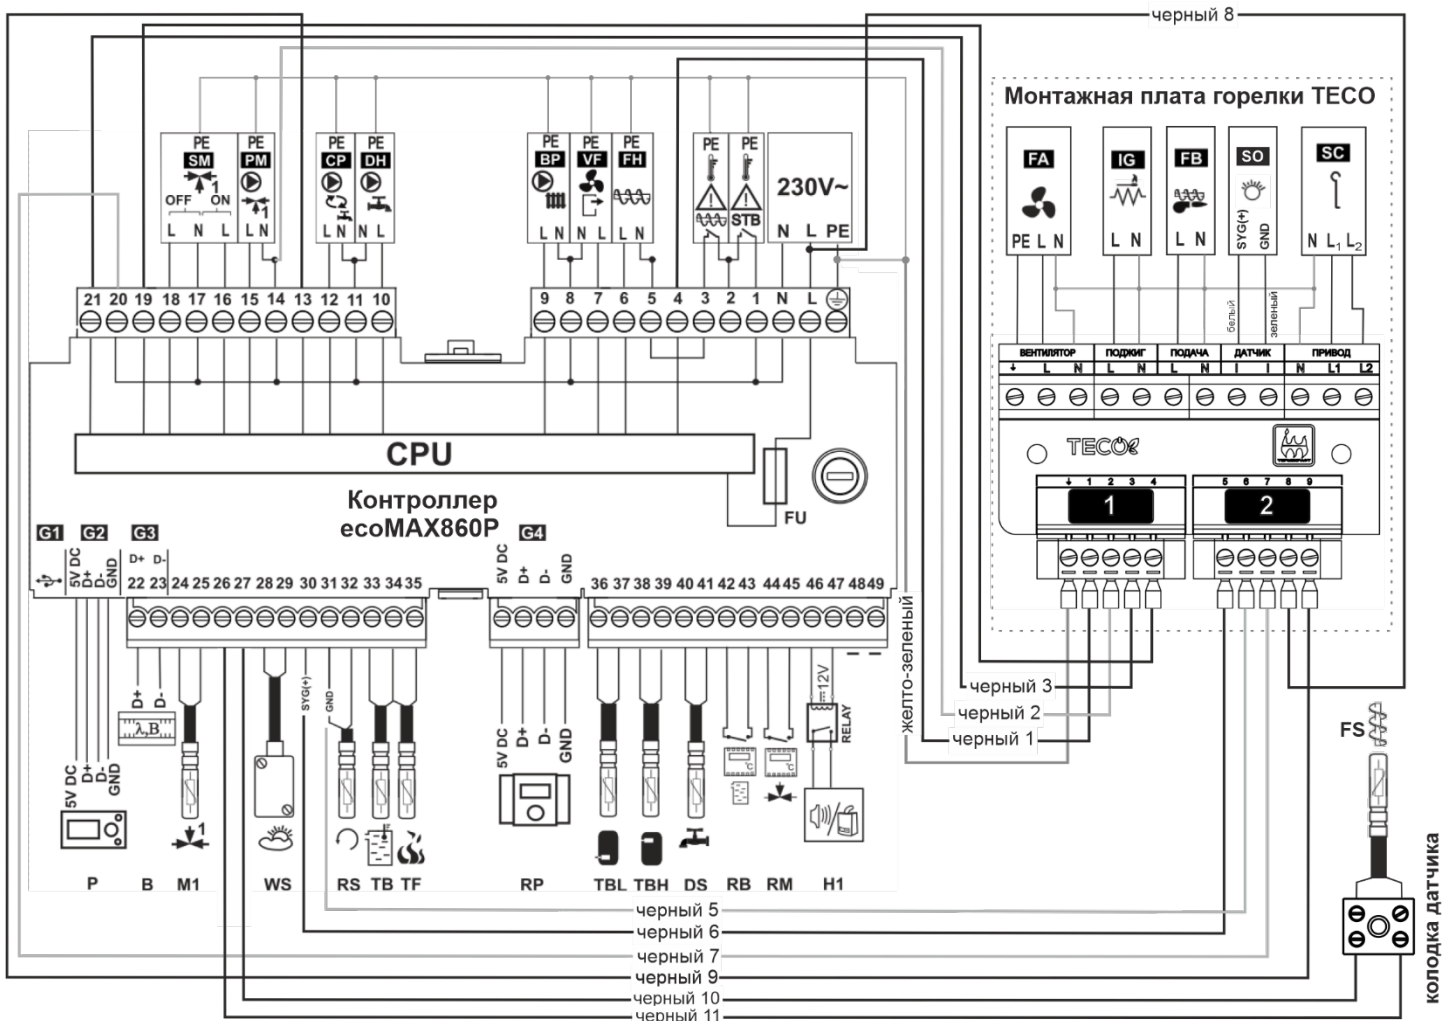 черный 8
Монтажная плата горелки TECO
PE PE PE PE PE PE PE PE PE
SM PM CP DH BP VF FH
FA IG FB SO SC
1
OFF ON
1
230V~
STB
L N L L N L N N L L N N L L N N L PE
SYG(+) GND
PE L N L N L N N L1 L2
белый
зеленый
21 20 19 18 17 16 15 14 13 12 11 10
9 8 7 6 5 4 3 2 1 N L
ВЕНТИЛЯТОР ПОДЖИГ ПОДАЧА ДАТЧИК ПРИВОД
L N L N L N I I N L1 L2
CPU
TECO
Контроллер
ecoMAX860P
FU
1 2 3 4
1
5 6 7 8 9
2
G1 G2 G3 G4
5V DC D+ D- GND
D+ D-
5V DC D+ D- GND
22 23 24 25 26 27 28 29 30 31 32 33 34 35
36 37 38 39 40 41 42 43 44 45 46 47 48 49
желто-зеленый
D+ D-
SYG(+) GND
5V DC D+ D- GND
=12V
RELAY
λ,B
°C °C
черный 3
черный 2
черный 1
FS
5V DC D+ D- GND
1
P B M1 WS RS TB TF RP TBL TBH DS RB RM H1
колодка датчика
черный 5
черный 6
черный 7
черный 9
черный 10
черный 11